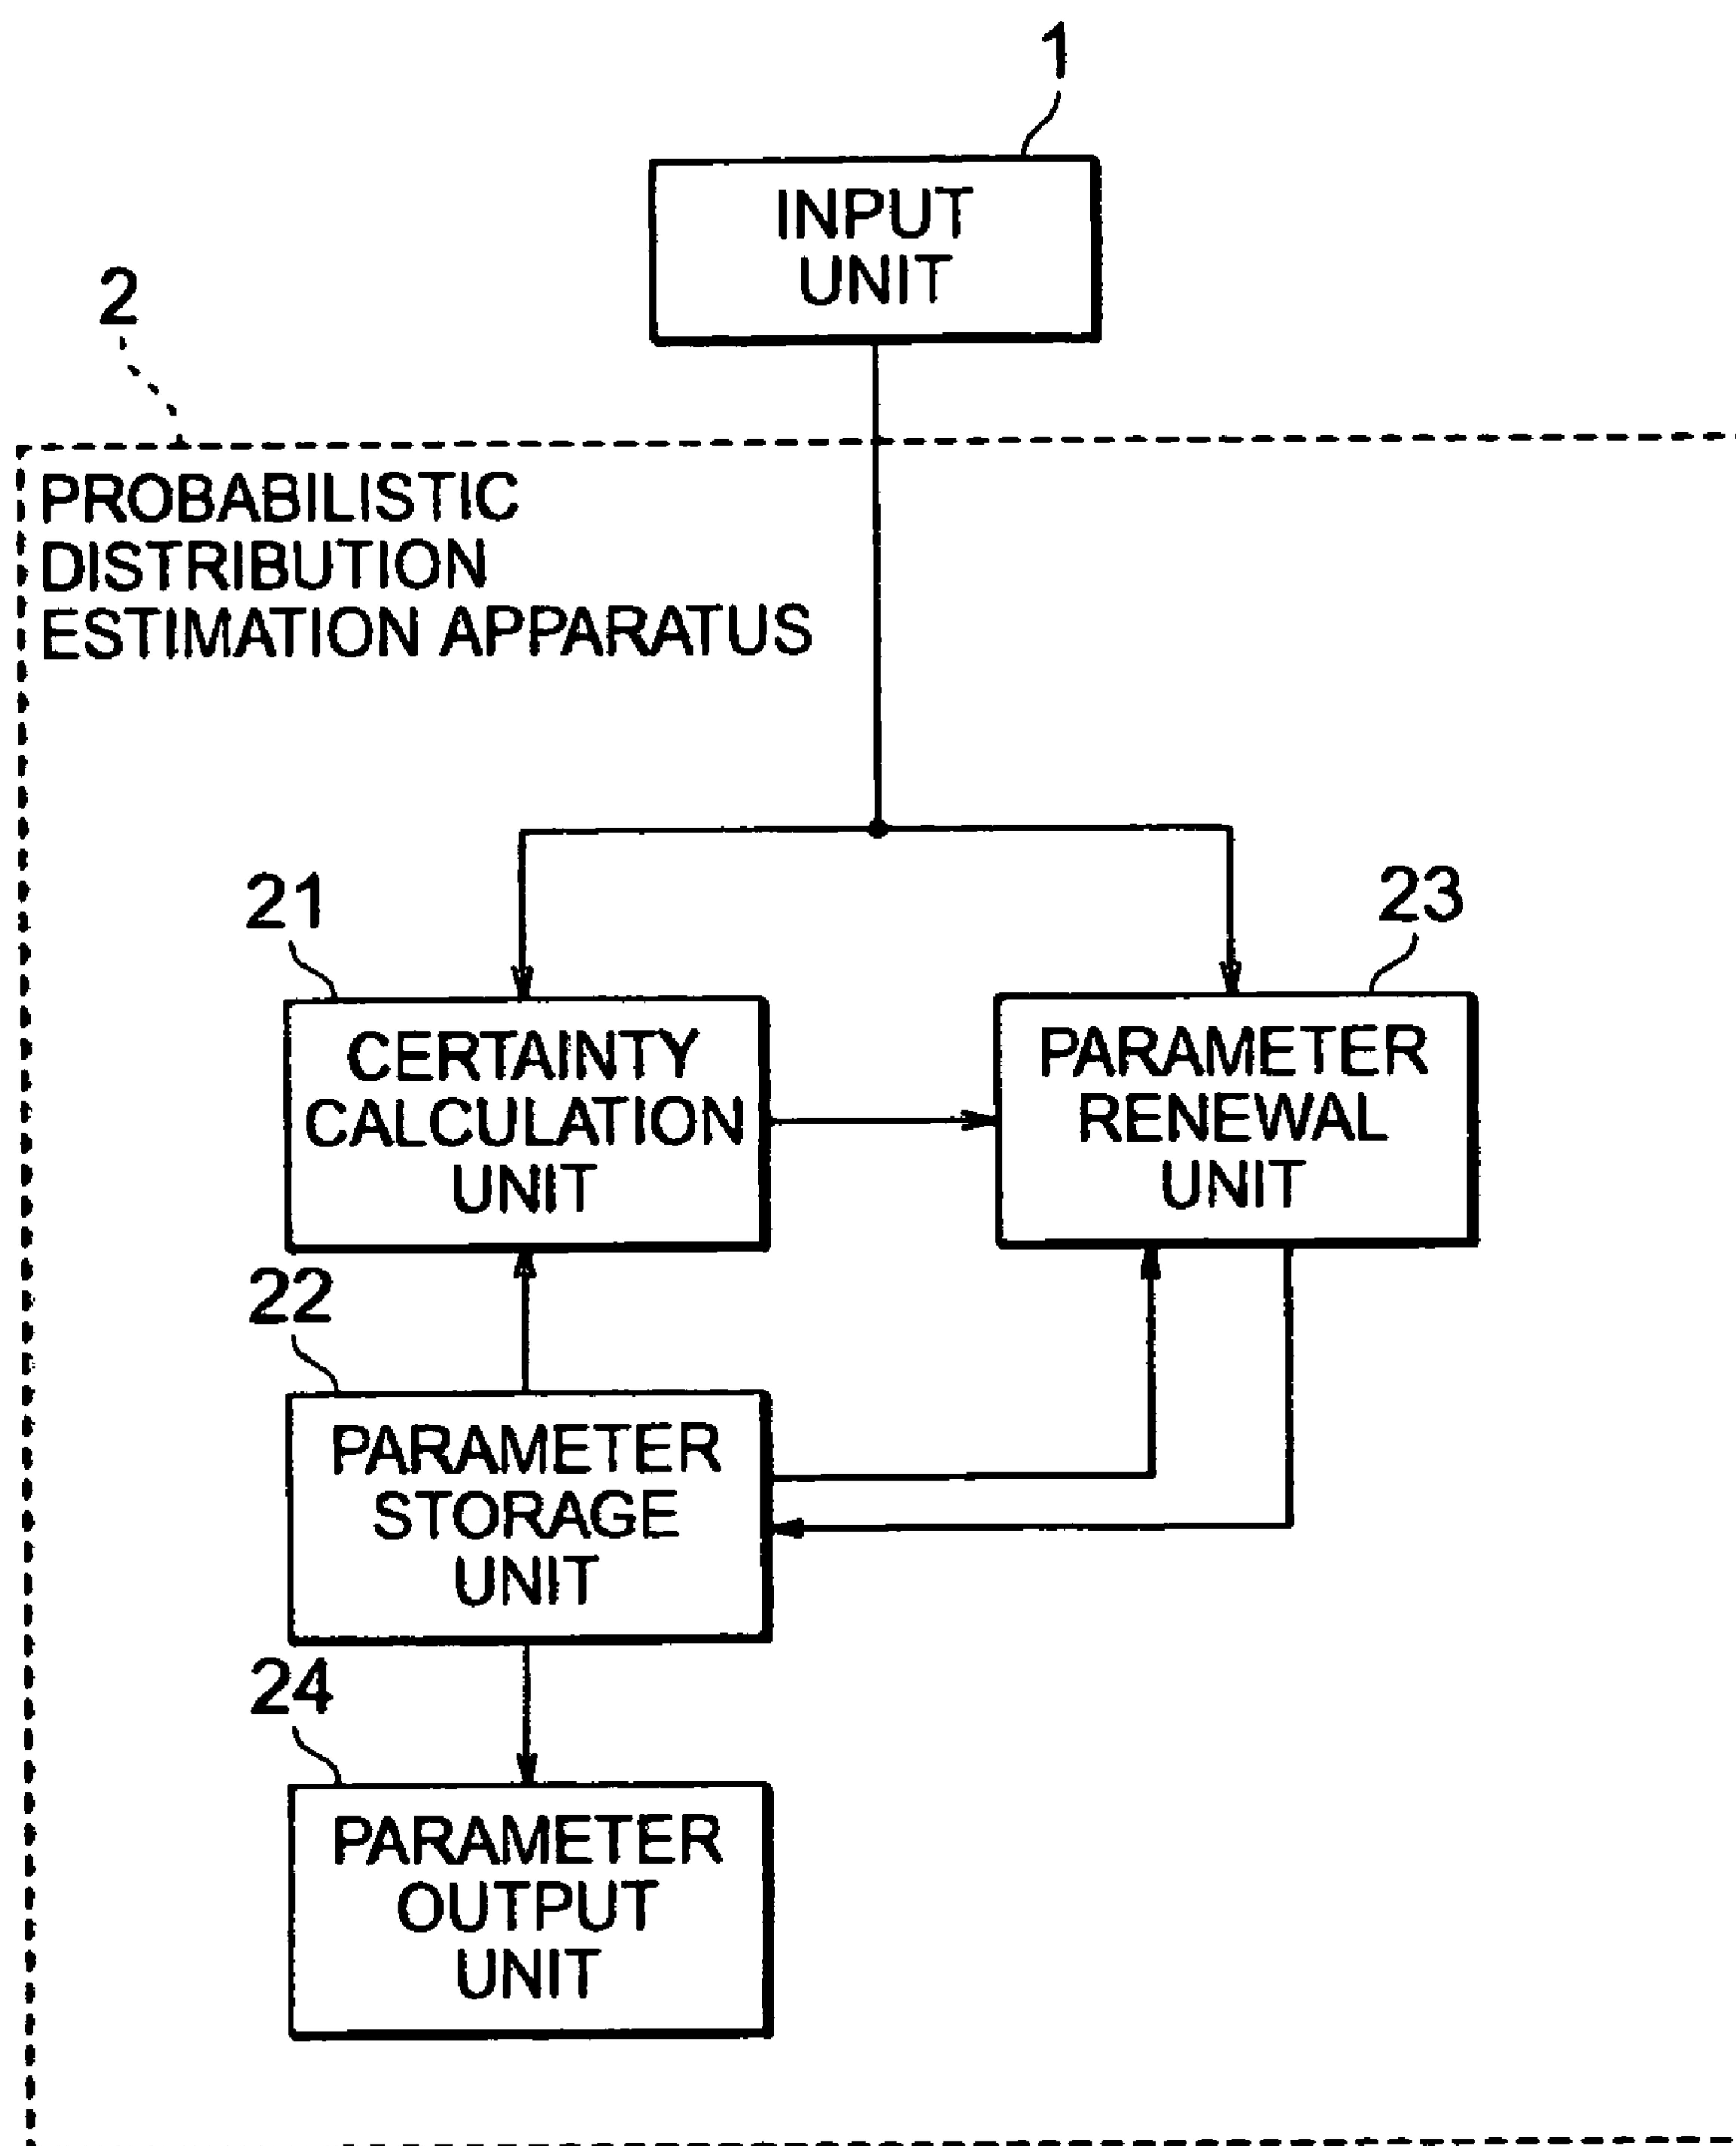 1
INPUT
UNIT
2
PROBABILISTIC
DISTRIBUTION
ESTIMATION APPARATUS
21
CERTAINTY
CALCULATION
UNIT
23
PARAMETER
RENEWAL
UNIT
22
PARAMETER
STORAGE
UNIT
24
PARAMETER
OUTPUT
UNIT